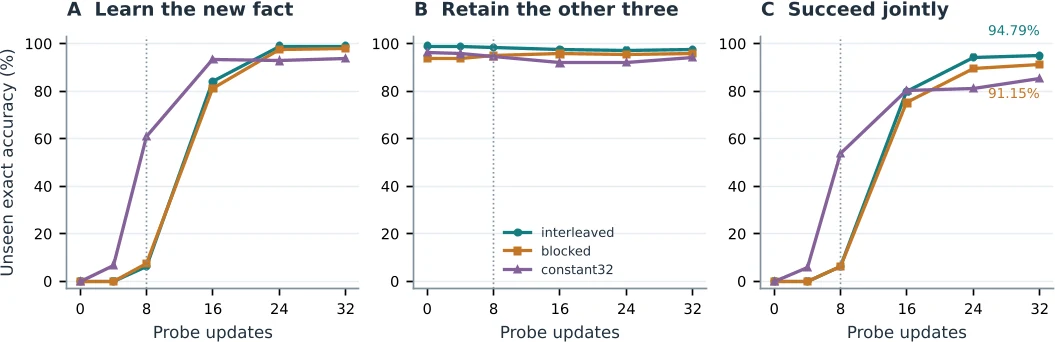 A Learn the new fact
B Retain the other three
C Succeed jointly
Unseen exact accuracy (%)
100
80
60
40
20
0
0 8 16 24 32
Probe updates
100
80
60
40
20
0
interleaved
blocked
constant32
0 8 16 24 32
Probe updates
94.79%
91.15%
100
80
60
40
20
0
0 8 16 24 32
Probe updates